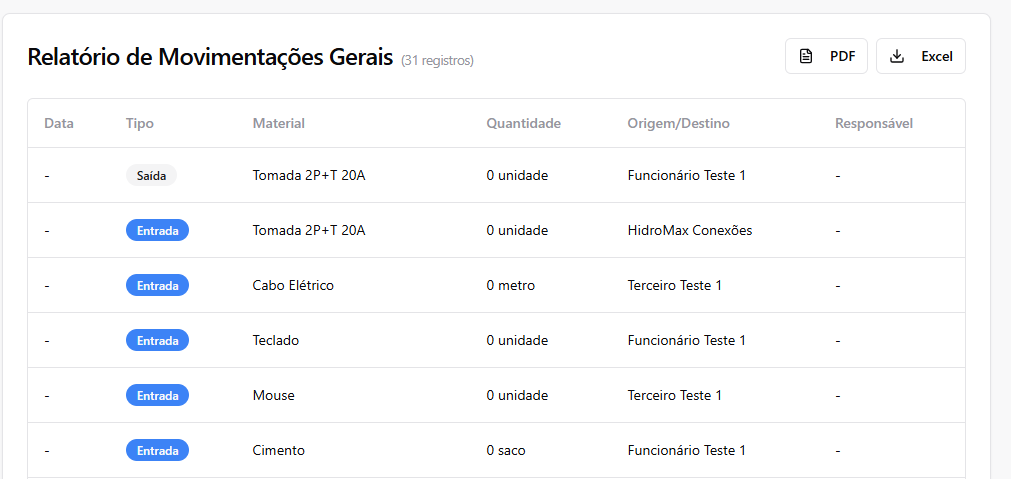 Relatório de Movimentações Gerais (31 registros) PDF Excel
Data Tipo Material Quantidade Origem/Destino Responsável
- Saída Tomada 2P+T 20A 0 unidade Funcionário Teste 1 -
- Entrada Tomada 2P+T 20A 0 unidade HidroMax Conexões -
- Entrada Cabo Elétrico 0 metro Terceiro Teste 1 -
- Entrada Teclado 0 unidade Funcionário Teste 1 -
- Entrada Mouse 0 unidade Terceiro Teste 1 -
- Entrada Cimento 0 saco Funcionário Teste 1 -